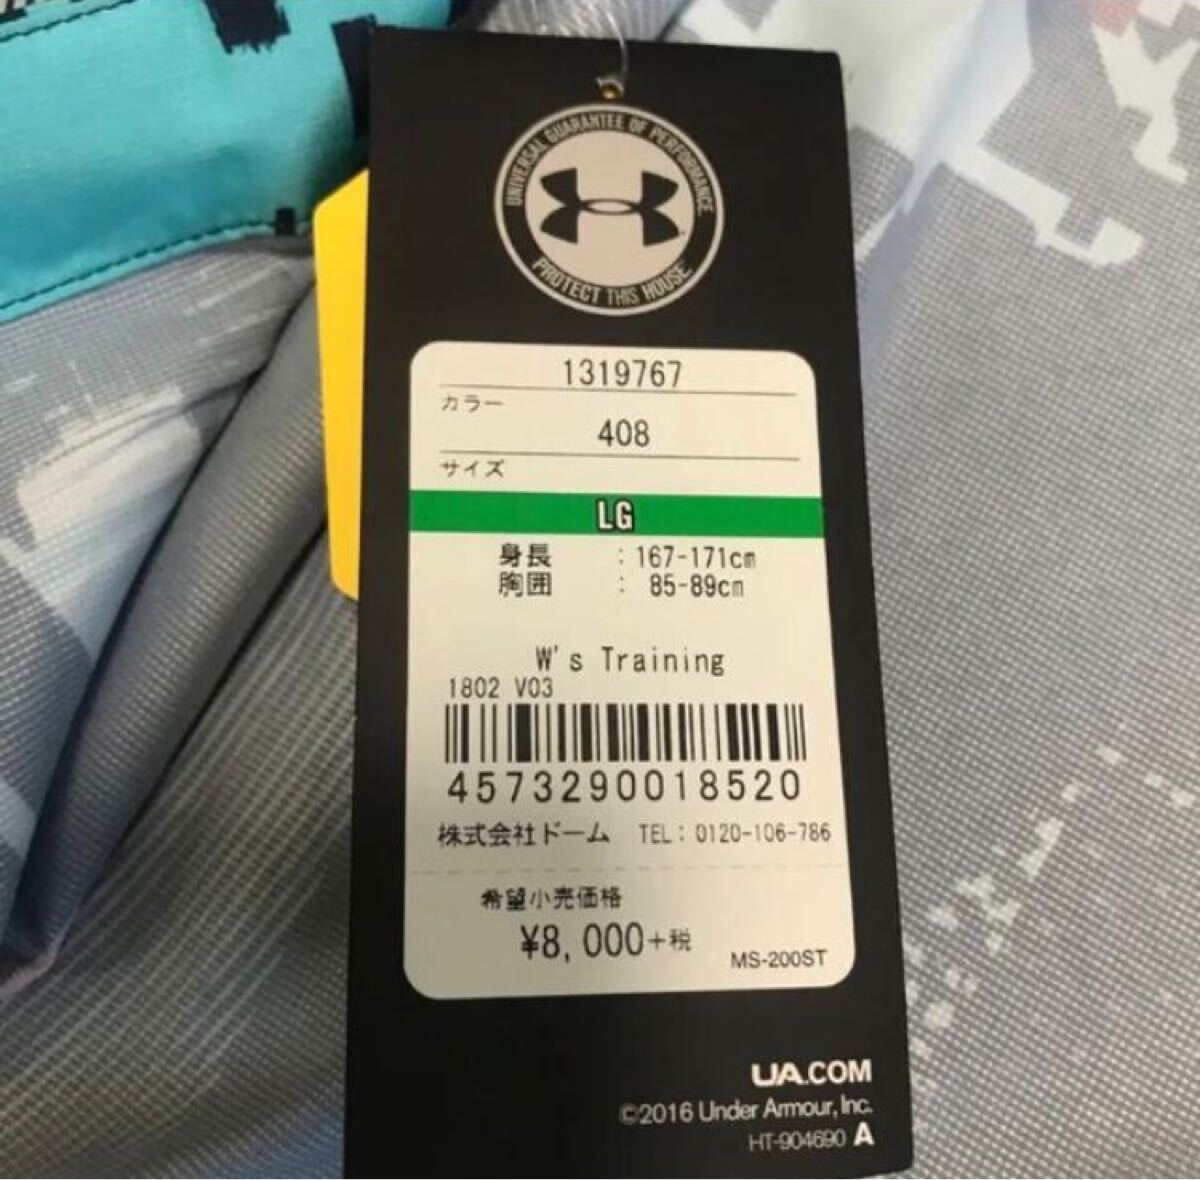 UNIVERSAL GUARANTEE OF PERFORMANCE
PROTECT THIS HOUSE
1319767
カラー
408
サイズ
LG
身長 : 167-171cm
胸囲 : 85-89cm
W's Training
1802 V03
4573290018520
株式会社ドーム TEL: 0120-106-786
希望小売価格
¥8,000+税
MS-200ST
UA.COM
©2016 Under Armour, Inc.
HT-904690 A